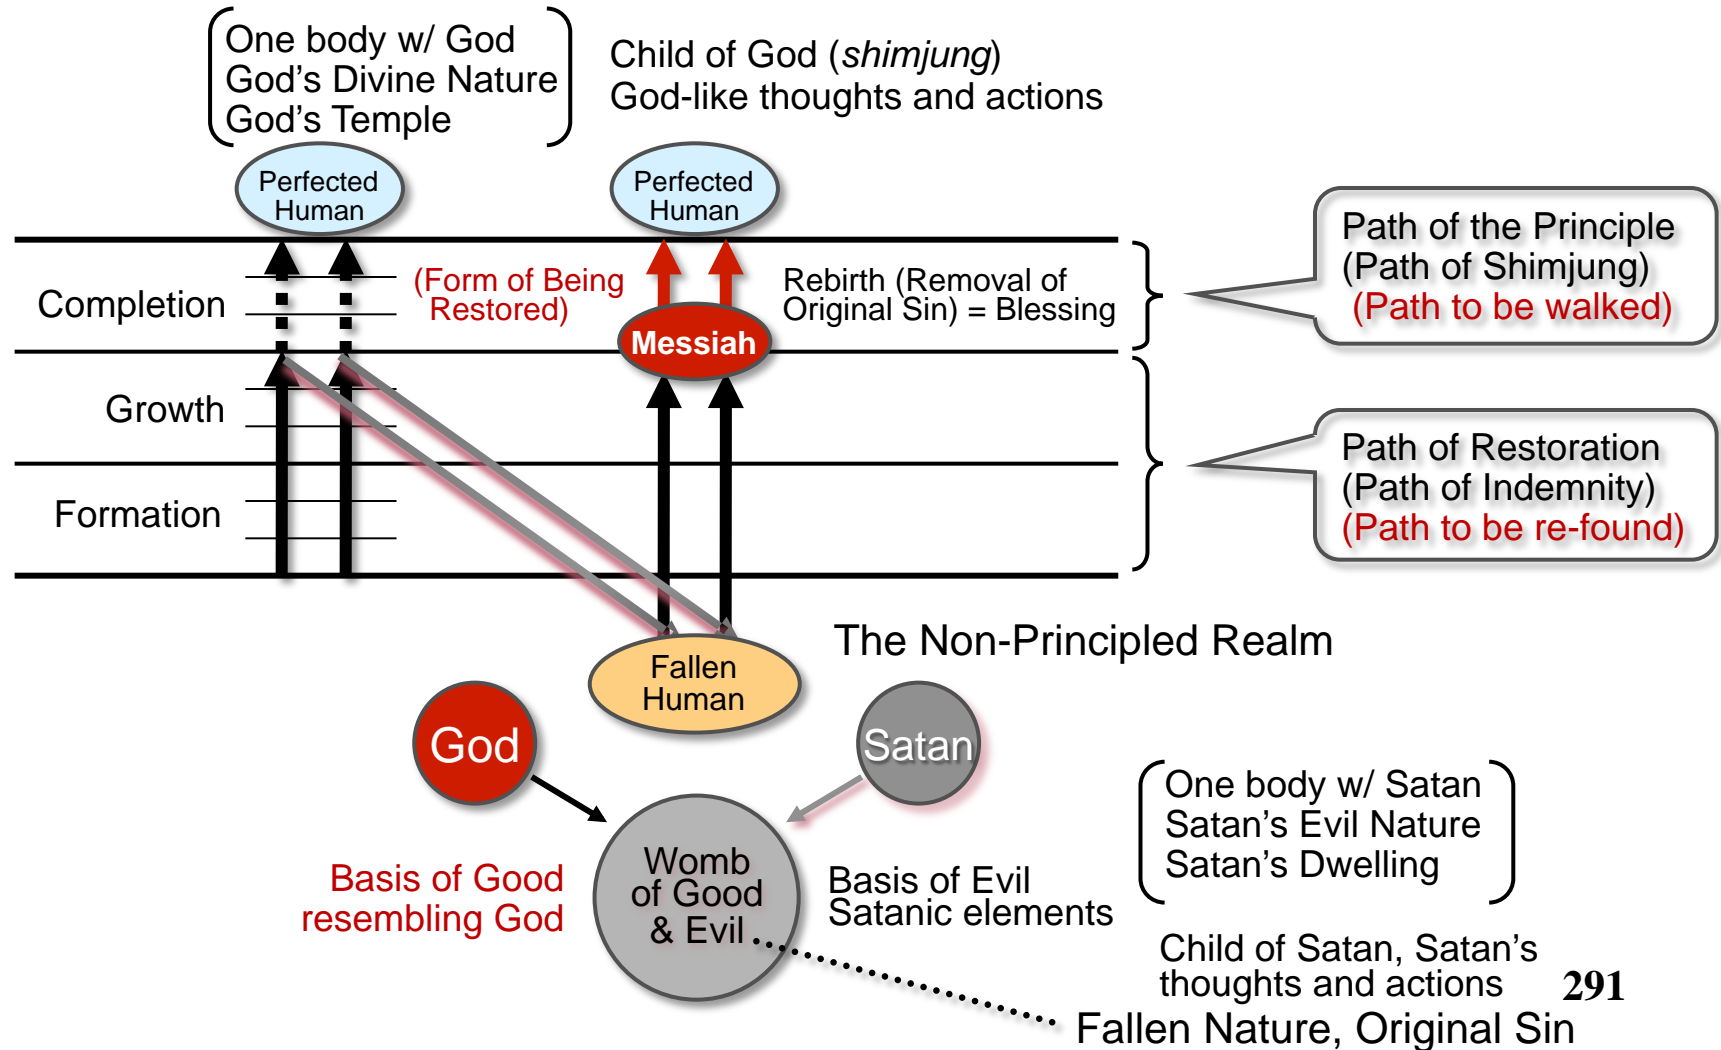 One body w/ God
God’s Divine Nature
God’s Temple
Child of God (shimjung)
God-like thoughts and actions
Perfected
Human
Perfected
Human
Path of the Principle
(Path of Shimjung)
(Path to be walked)
Completion
(Form of Being
Restored)
Rebirth (Removal of
Original Sin) = Blessing
Messiah
Growth
Formation
Path of Restoration
(Path of Indemnity)
(Path to be re-found)
The Non-Principled Realm
Fallen
Human
God
Satan
One body w/ Satan
Satan’s Evil Nature
Satan’s Dwelling
Womb
of Good
& Evil
Basis of Good
resembling God
Basis of Evil
Satanic elements
Child of Satan, Satan’s
thoughts and actions
291
Fallen Nature, Original Sin